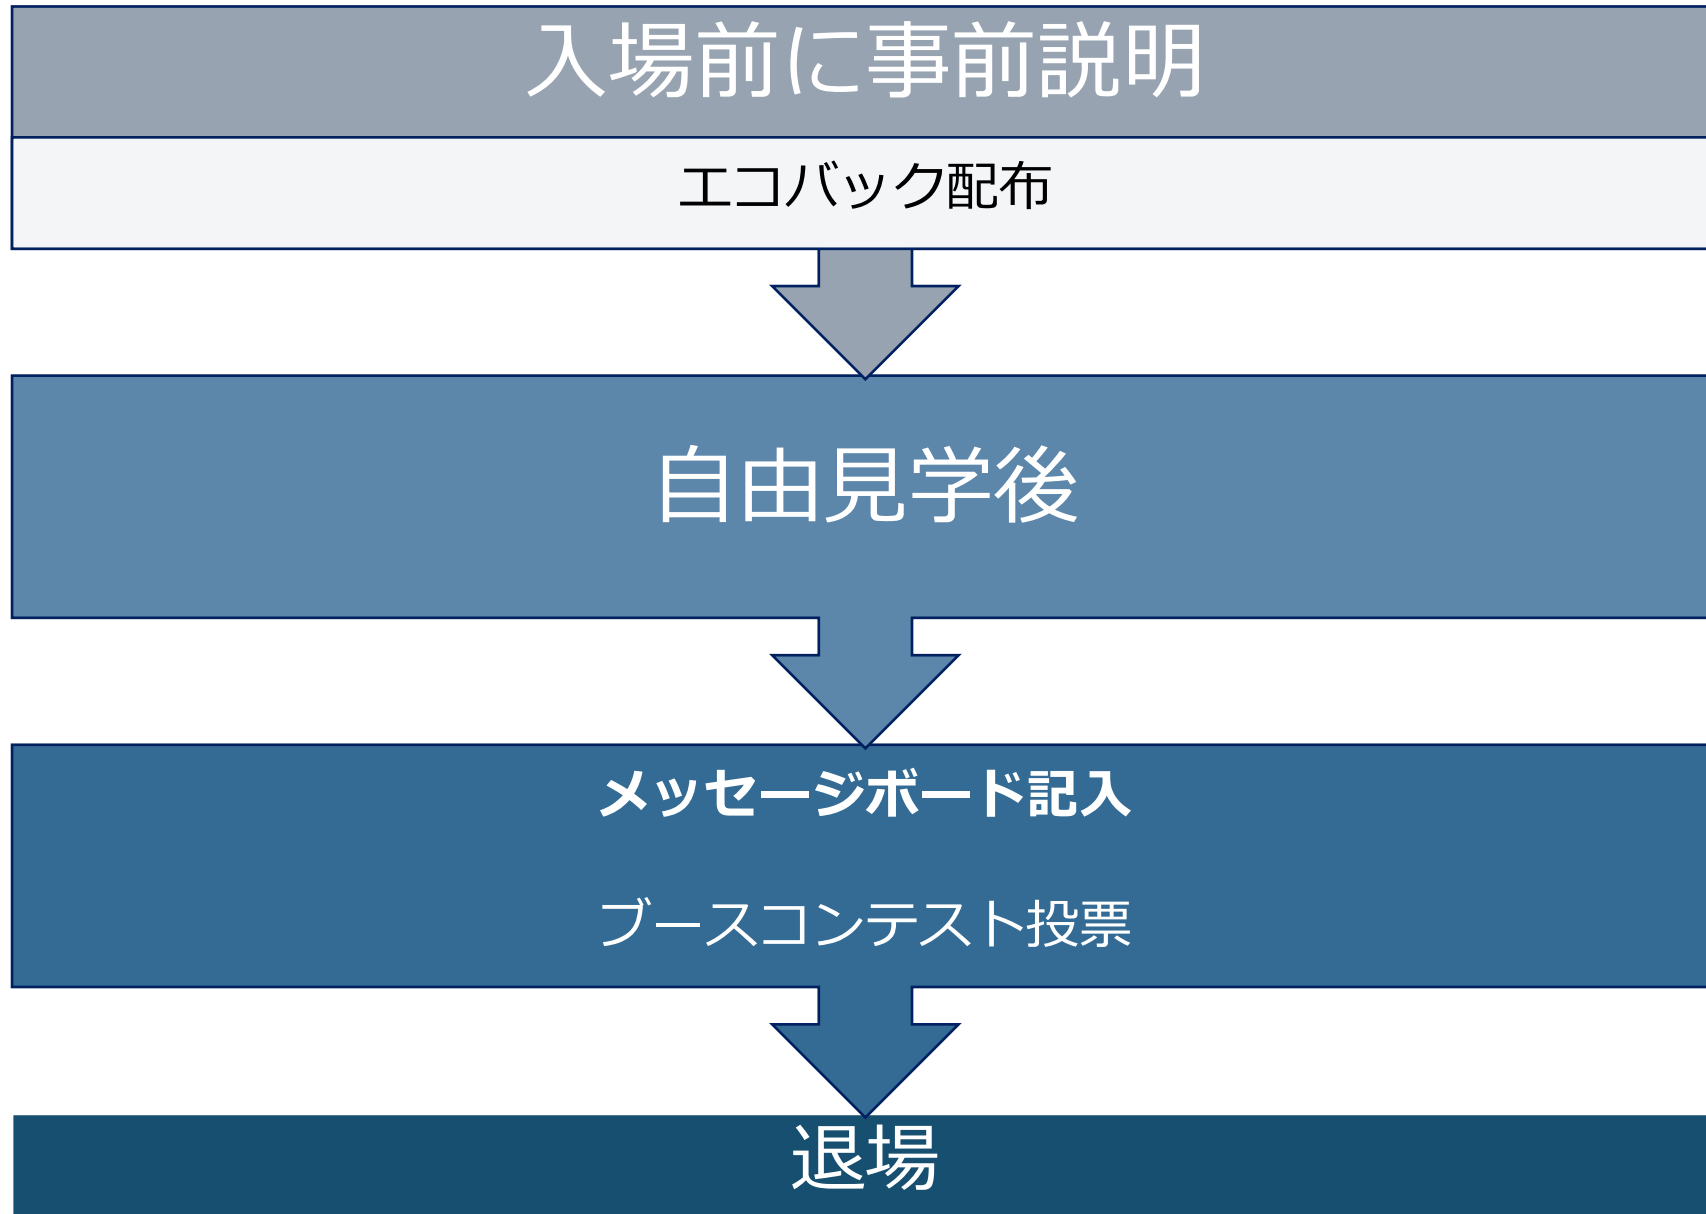 入場前に事前説明
エコバック配布
自由見学後
メッセージボード記入
ブースコンテスト投票
退場